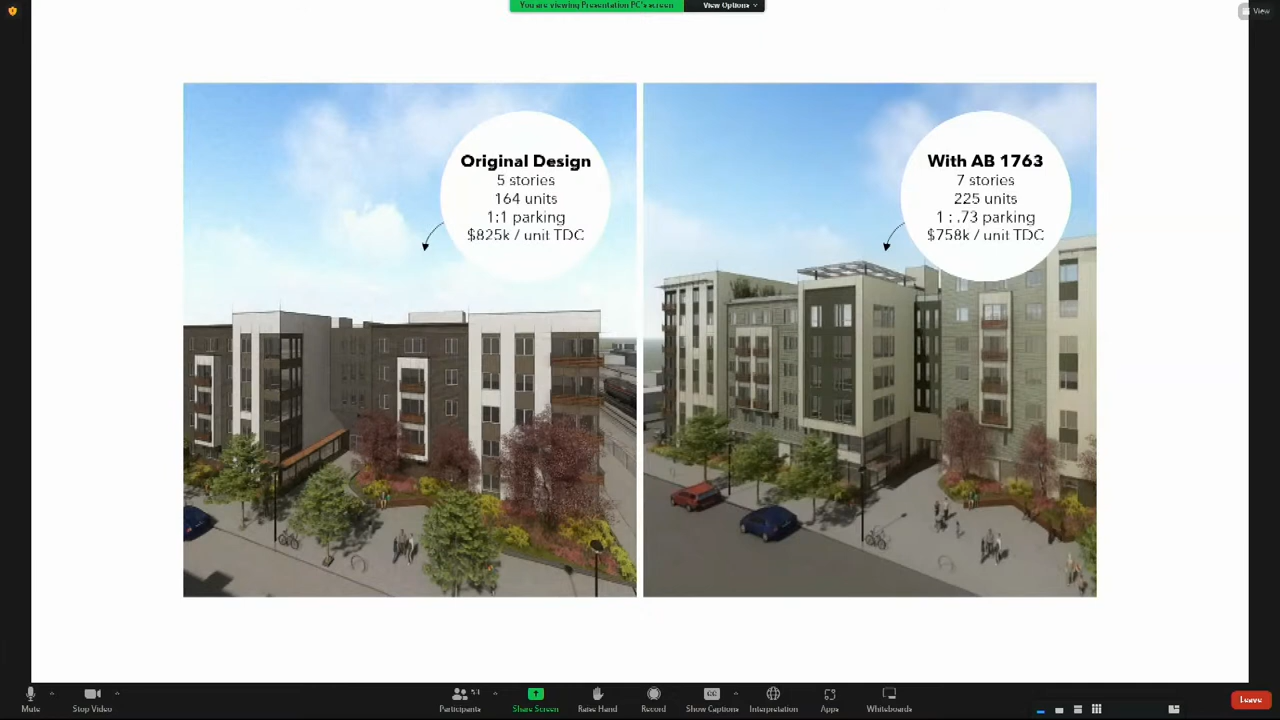 You are viewing Presentation PC's screen
View Options
View
Original Design
5 stories
164 units
1:1 parking
$825k / unit TDC
With AB 1763
7 stories
225 units
1 : .73 parking
$758k / unit TDC
Mute
Stop Video
Participants
Share Screen
Raise Hand
Record
CC
Show Captions
Interpretation
Apps
Whiteboards
Leave